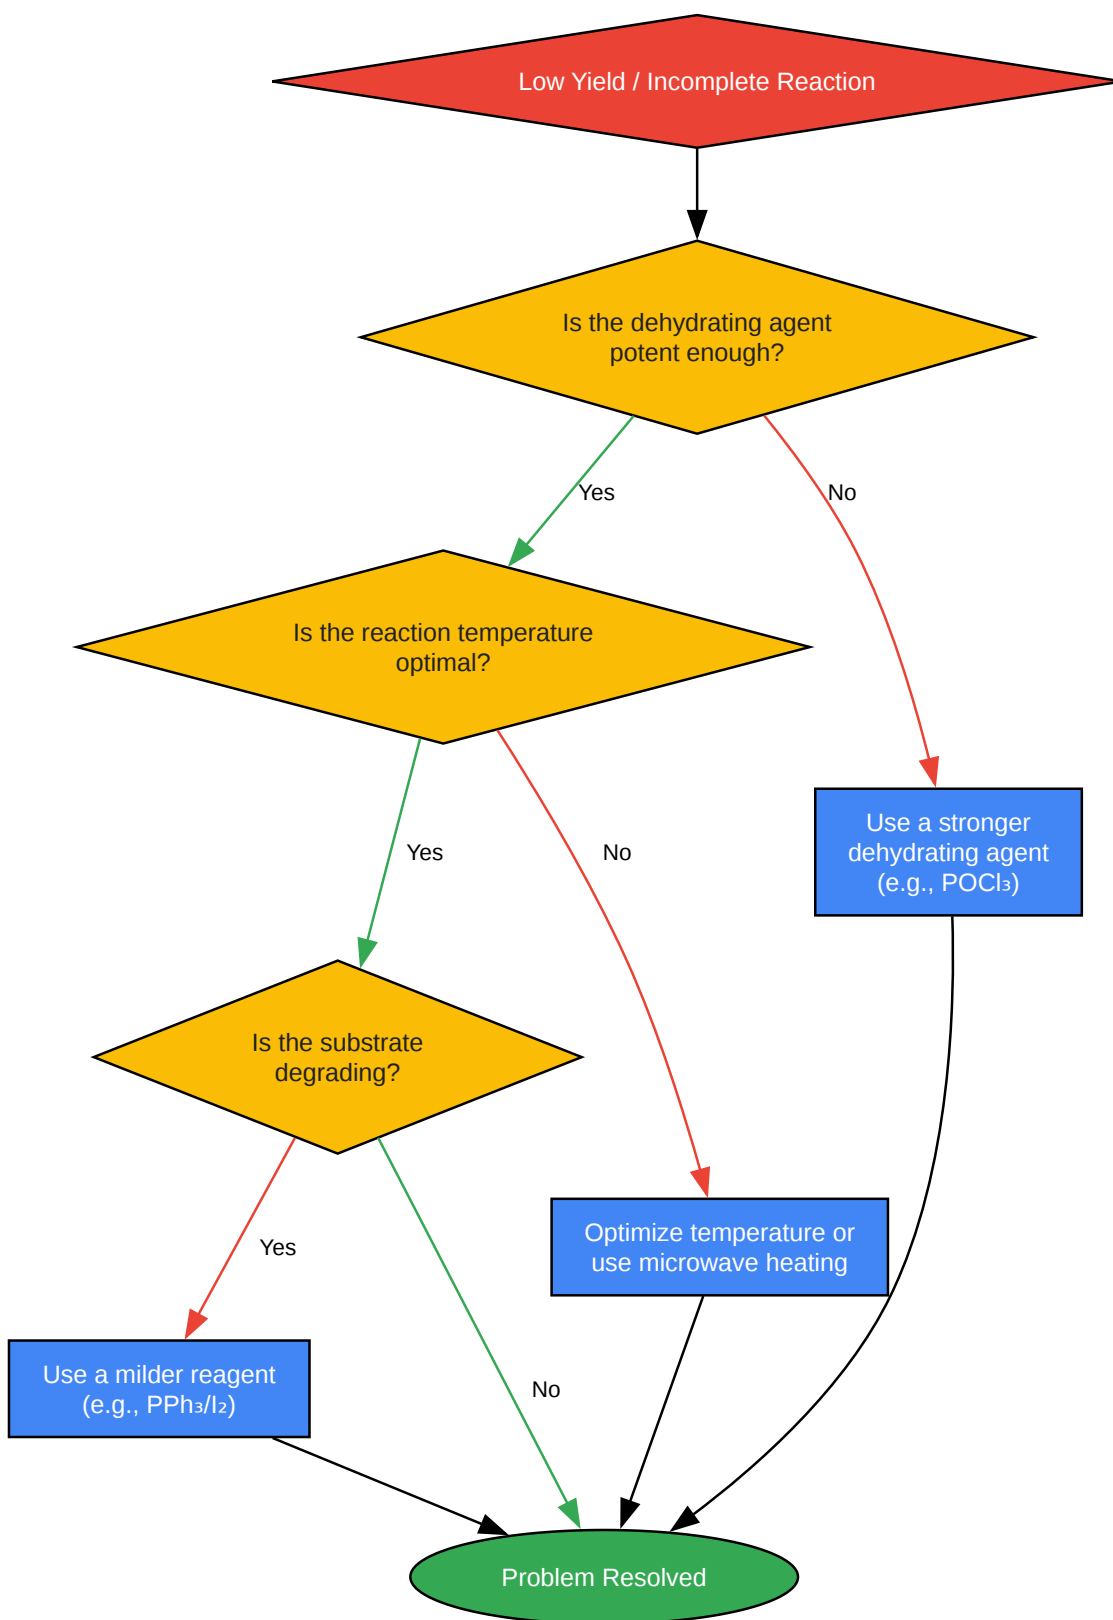 Low Yield / Incomplete Reaction
Is the dehydrating agent
potent enough?
Yes
No
Is the reaction temperature
optimal?
Use a stronger
dehydrating agent
(e.g., POCl₃)
Yes
No
Is the substrate
degrading?
Optimize temperature or
use microwave heating
Yes
Use a milder reagent
(e.g., PPh₃/I₂)
No
Problem Resolved